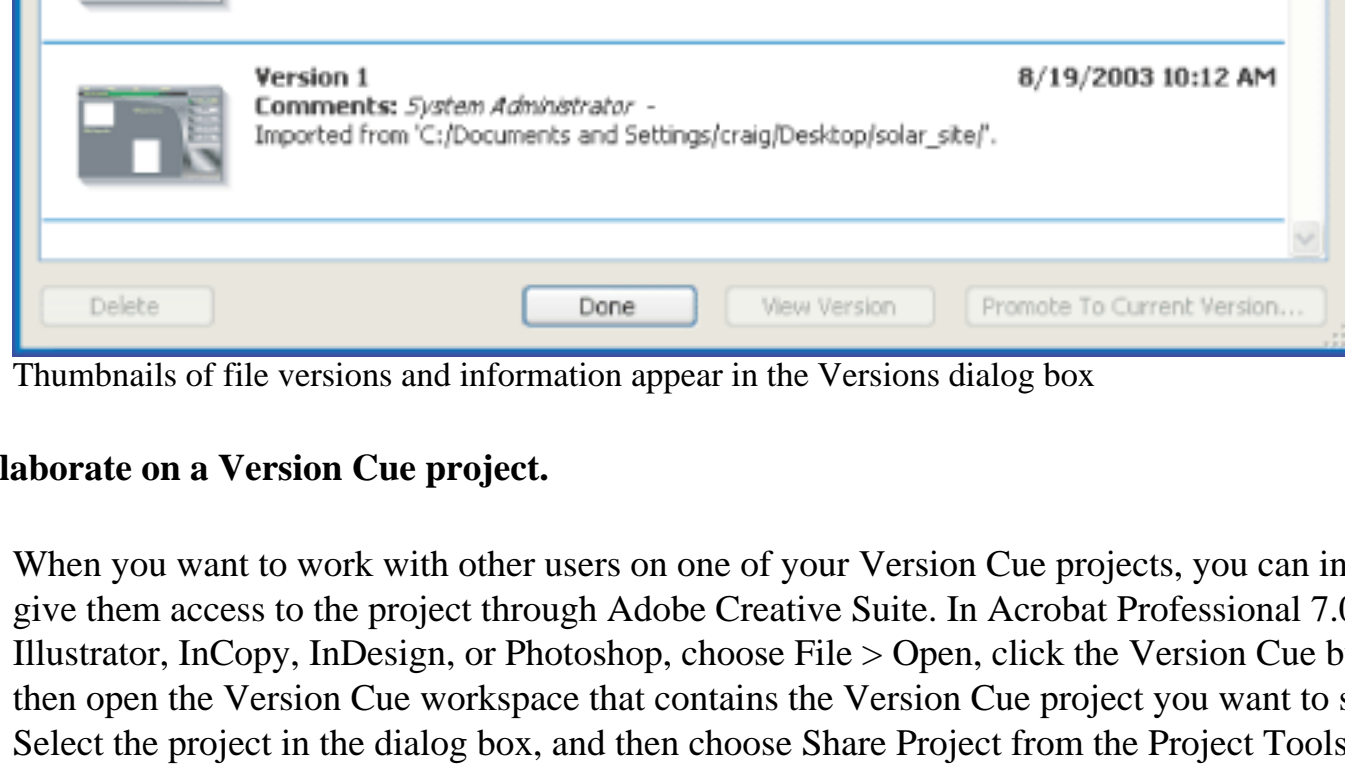 Version 1 8/19/2003 10:12 AM
Comments: System Administrator -
Imported from 'C:/Documents and Settings/craig/Desktop/solar_site/'.
Delete Done View Version Promote To Current Version...
Thumbnails of file versions and information appear in the Versions dialog box
laborate on a Version Cue project.
When you want to work with other users on one of your Version Cue projects, you can in
give them access to the project through Adobe Creative Suite. In Acrobat Professional 7.0
Illustrator, InCopy, InDesign, or Photoshop, choose File > Open, click the Version Cue b
then open the Version Cue workspace that contains the Version Cue project you want to s
Select the project in the dialog box, and then choose Share Project from the Project Tools